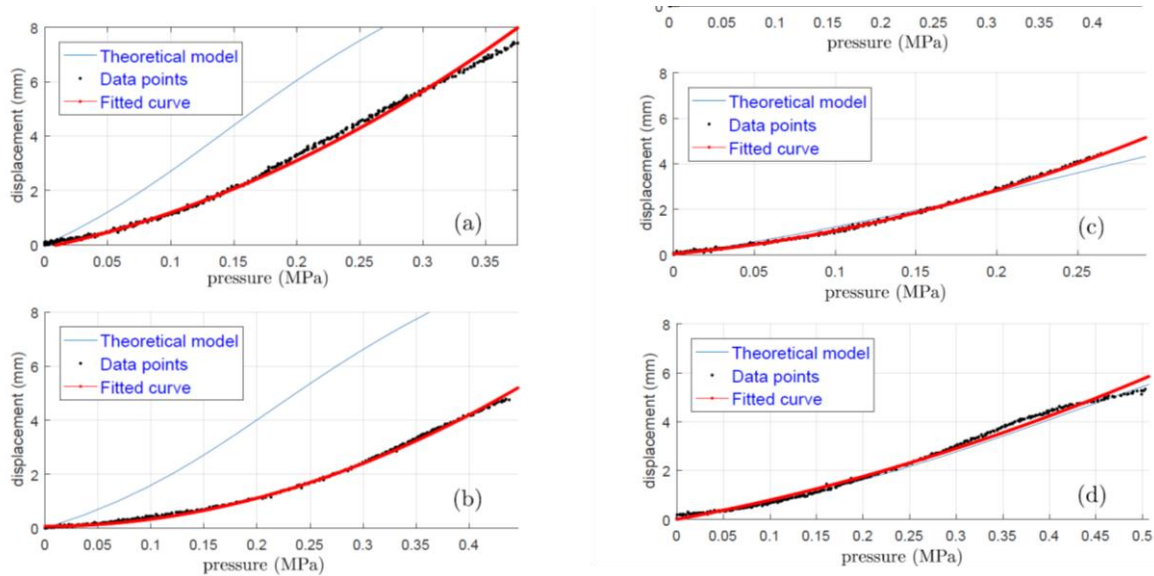 8
6
4
2
0
displacement (mm)
Theoretical model
Data points
Fitted curve
(a)
0 0.05 0.1 0.15 0.2 0.25 0.3 0.35
pressure (MPa)
8
6
4
2
0
displacement (mm)
Theoretical model
Data points
Fitted curve
(b)
0 0.05 0.1 0.15 0.2 0.25 0.3 0.35 0.4
pressure (MPa)
0 0.05 0.1 0.15 0.2 0.25 0.3 0.35 0.4
pressure (MPa)
8
6
4
2
0
displacement (mm)
Theoretical model
Data points
Fitted curve
(c)
0 0.05 0.1 0.15 0.2 0.25
pressure (MPa)
8
6
4
2
0
displacement (mm)
Theoretical model
Data points
Fitted curve
(d)
0 0.05 0.1 0.15 0.2 0.25 0.3 0.35 0.4 0.45 0.5
pressure (MPa)